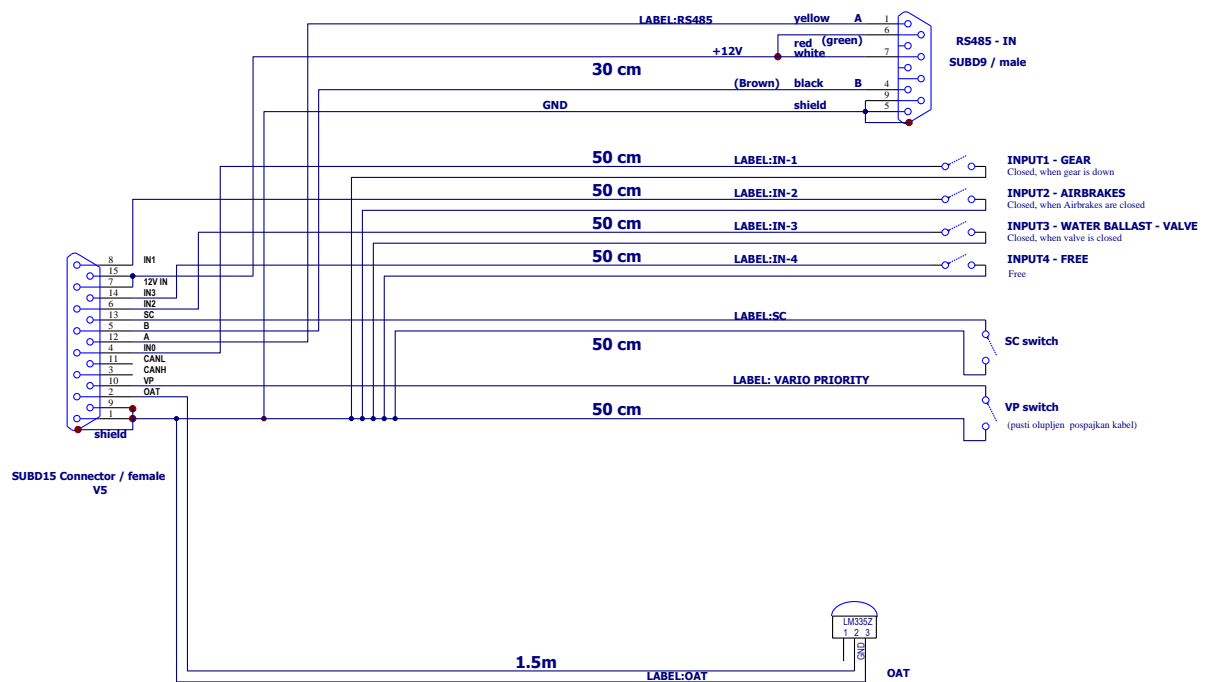 LABEL:RS485 yellow A 1
6
red (green)
+12V white 7
30 cm
(Brown) black B 4
9
GND shield 5
RS485 - IN
SUBD9 / male
50 cm LABEL:IN-1 INPUT1 - GEAR
Closed, when gear is down
50 cm LABEL:IN-2 INPUT2 - AIRBRAKES
Closed, when Airbrakes are closed
50 cm LABEL:IN-3 INPUT3 - WATER BALLAST - VALVE
Closed, when valve is closed
50 cm LABEL:IN-4 INPUT4 - FREE
Free
8 IN1
15
7 12V IN
14 IN3
6 IN2
13 SC
5 B
12 A
4 IN0
11 CANL
3 CANH
10 VP
2 OAT
9
1
shield
SUBD15 Connector / female
V5
LABEL:SC
50 cm
SC switch
LABEL: VARIO PRIORITY
50 cm
VP switch
(pusti olupljen pospajkan kabel)
LM335Z
1 2 3
GND
1.5m
LABEL:OAT
OAT